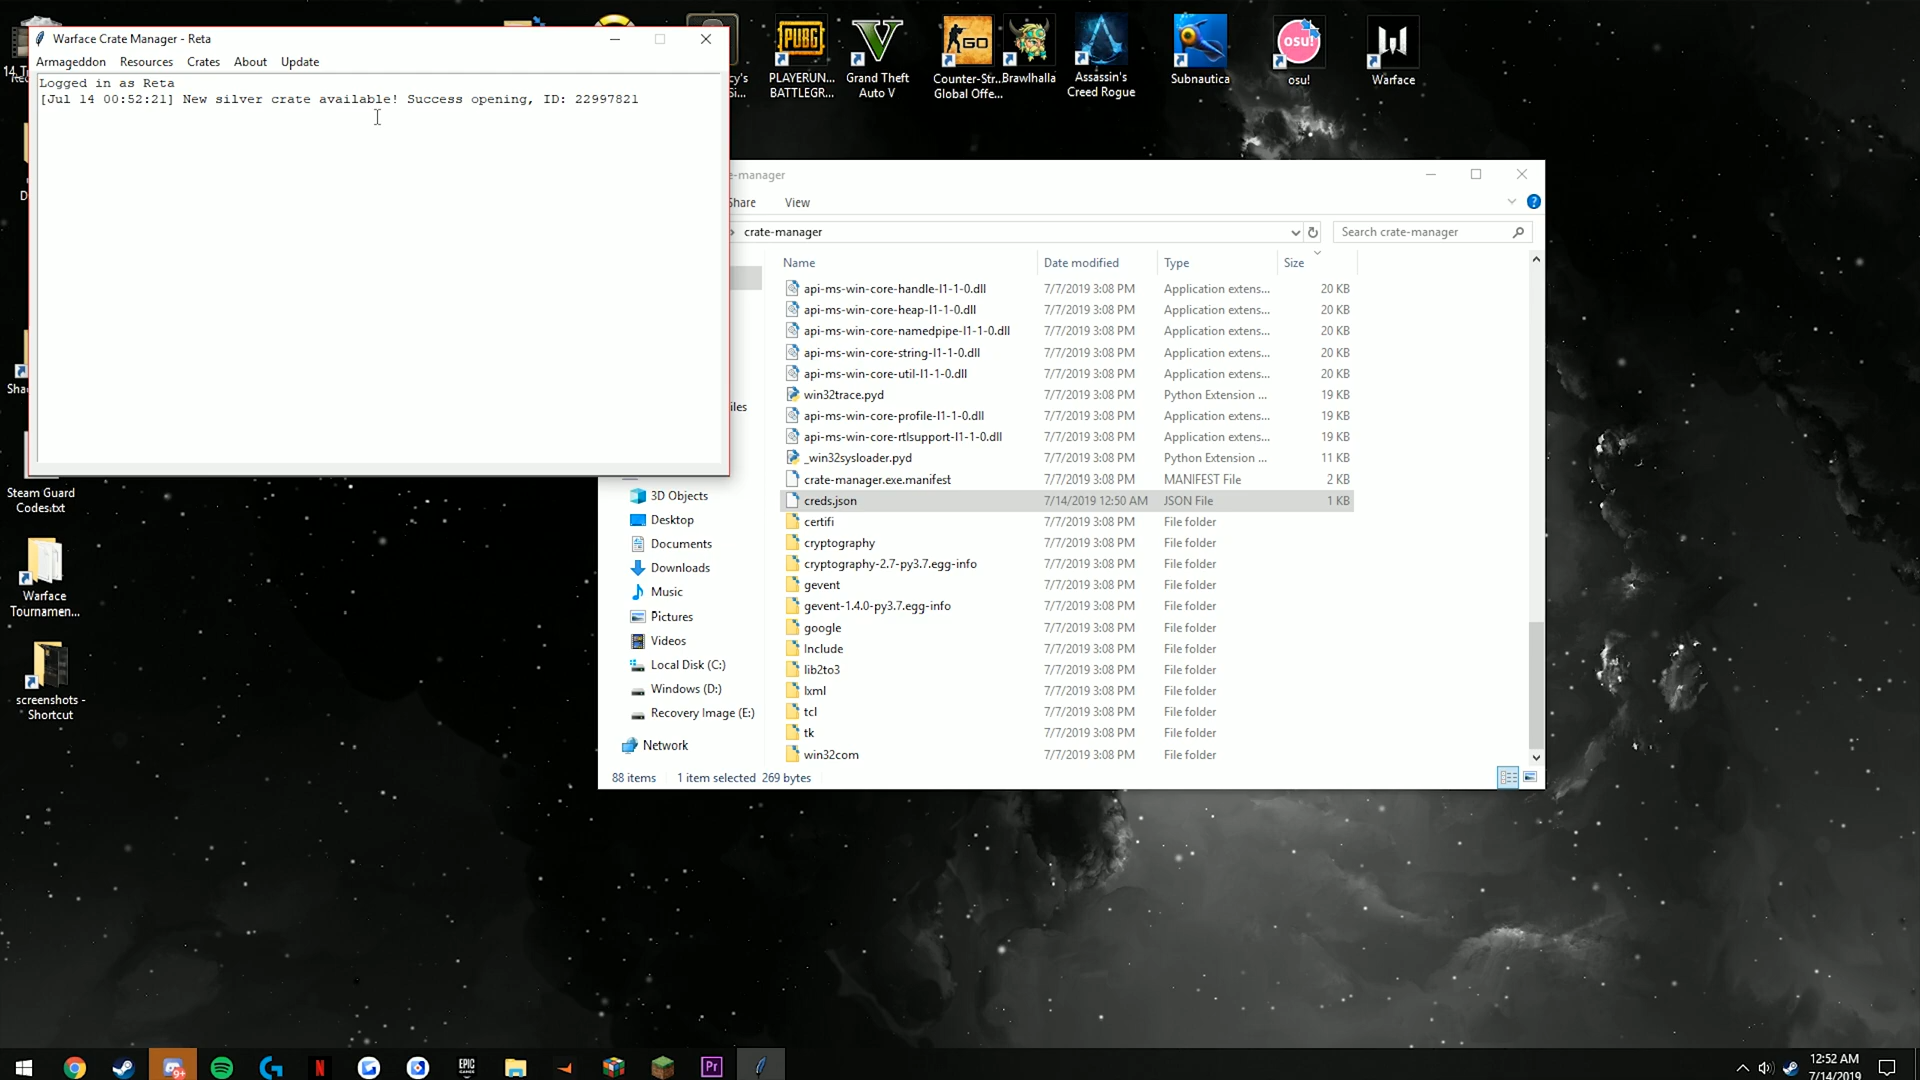 Warface Crate Manager - Reta
Armageddon Resources Crates About Update
Logged in as Reta
[Jul 14 00:52:21] New silver crate available! Success opening, ID: 22997821
PLAYERUN...
BATTLEGR...
Grand Theft
Auto V
Counter-Str...
Global Offe...
Brawlhalla
Assassin's
Creed Rogue
Subnautica
osu!
Warface
Steam Guard
Codes.txt
Warface
Tournamen...
screenshots -
Shortcut
e-manager
Share View
crate-manager
Search crate-manager
Name Date modified Type Size
api-ms-win-core-handle-l1-1-0.dll 7/7/2019 3:08 PM Application extens... 20 KB
api-ms-win-core-heap-l1-1-0.dll 7/7/2019 3:08 PM Application extens... 20 KB
api-ms-win-core-namedpipe-l1-1-0.dll 7/7/2019 3:08 PM Application extens... 20 KB
api-ms-win-core-string-l1-1-0.dll 7/7/2019 3:08 PM Application extens... 20 KB
api-ms-win-core-util-l1-1-0.dll 7/7/2019 3:08 PM Application extens... 20 KB
win32trace.pyd 7/7/2019 3:08 PM Python Extension ... 19 KB
api-ms-win-core-profile-l1-1-0.dll 7/7/2019 3:08 PM Application extens... 19 KB
api-ms-win-core-rtlsupport-l1-1-0.dll 7/7/2019 3:08 PM Application extens... 19 KB
_win32sysloader.pyd 7/7/2019 3:08 PM Python Extension ... 11 KB
crate-manager.exe.manifest 7/7/2019 3:08 PM MANIFEST File 2 KB
creds.json 7/14/2019 12:50 AM JSON File 1 KB
certifi 7/7/2019 3:08 PM File folder
cryptography 7/7/2019 3:08 PM File folder
cryptography-2.7-py3.7.egg-info 7/7/2019 3:08 PM File folder
gevent 7/7/2019 3:08 PM File folder
gevent-1.4.0-py3.7.egg-info 7/7/2019 3:08 PM File folder
google 7/7/2019 3:08 PM File folder
Include 7/7/2019 3:08 PM File folder
lib2to3 7/7/2019 3:08 PM File folder
lxml 7/7/2019 3:08 PM File folder
tcl 7/7/2019 3:08 PM File folder
tk 7/7/2019 3:08 PM File folder
win32com 7/7/2019 3:08 PM File folder
3D Objects
Desktop
Documents
Downloads
Music
Pictures
Videos
Local Disk (C:)
Windows (D:)
Recovery Image (E:)
Network
88 items 1 item selected 269 bytes
12:52 AM
7/14/2019